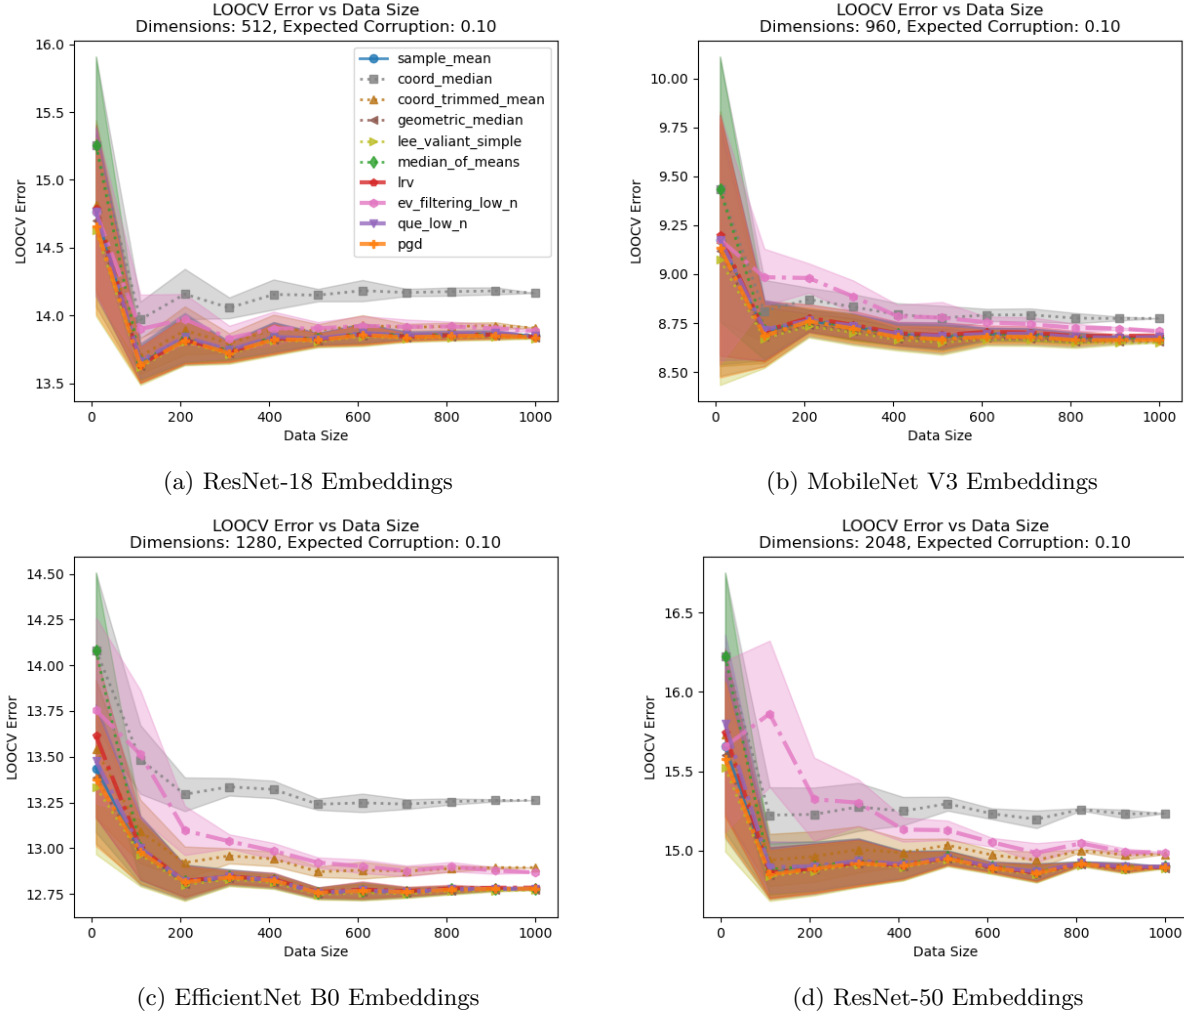 LOOCV Error vs Data Size
Dimensions: 512, Expected Corruption: 0.10
LOOCV Error
16.0
15.5
15.0
14.5
14.0
13.5
sample_mean
coord_median
coord_trimmed_mean
geometric_median
lee_valiant_simple
median_of_means
lrv
ev_filtering_low_n
que_low_n
pgd
0 200 400 600 800 1000
Data Size
(a) ResNet-18 Embeddings
LOOCV Error vs Data Size
Dimensions: 960, Expected Corruption: 0.10
LOOCV Error
10.00
9.75
9.50
9.25
9.00
8.75
8.50
0 200 400 600 800 1000
Data Size
(b) MobileNet V3 Embeddings
LOOCV Error vs Data Size
Dimensions: 1280, Expected Corruption: 0.10
LOOCV Error
14.50
14.25
14.00
13.75
13.50
13.25
13.00
12.75
0 200 400 600 800 1000
Data Size
(c) EfficientNet B0 Embeddings
LOOCV Error vs Data Size
Dimensions: 2048, Expected Corruption: 0.10
LOOCV Error
16.5
16.0
15.5
15.0
0 200 400 600 800 1000
Data Size
(d) ResNet-50 Embeddings